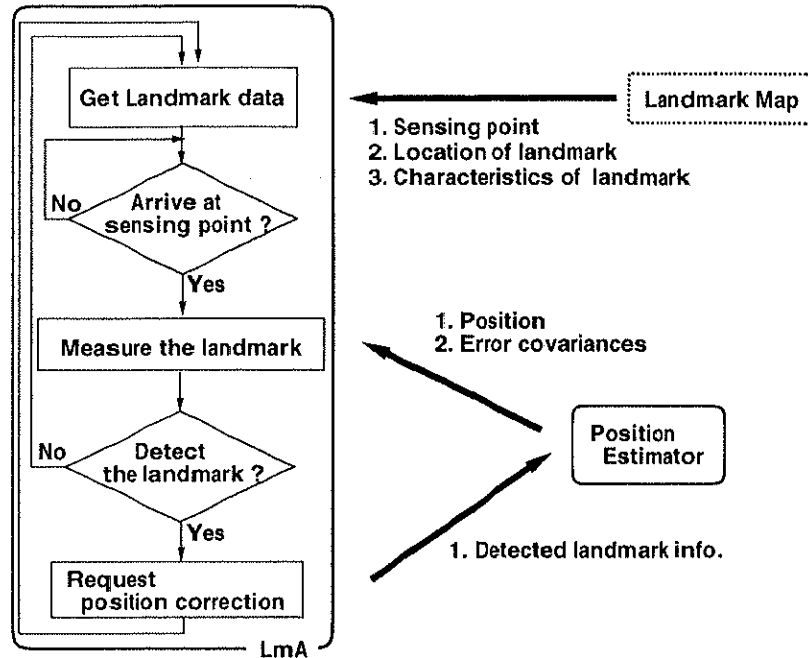 Get Landmark data
Landmark Map
1. Sensing point
2. Location of landmark
3. Characteristics of landmark
No
Arrive at
sensing point ?
Yes
1. Position
2. Error covariances
Measure the landmark
No
Detect
the landmark ?
Position
Estimator
Yes
1. Detected landmark info.
Request
position correction
LmA